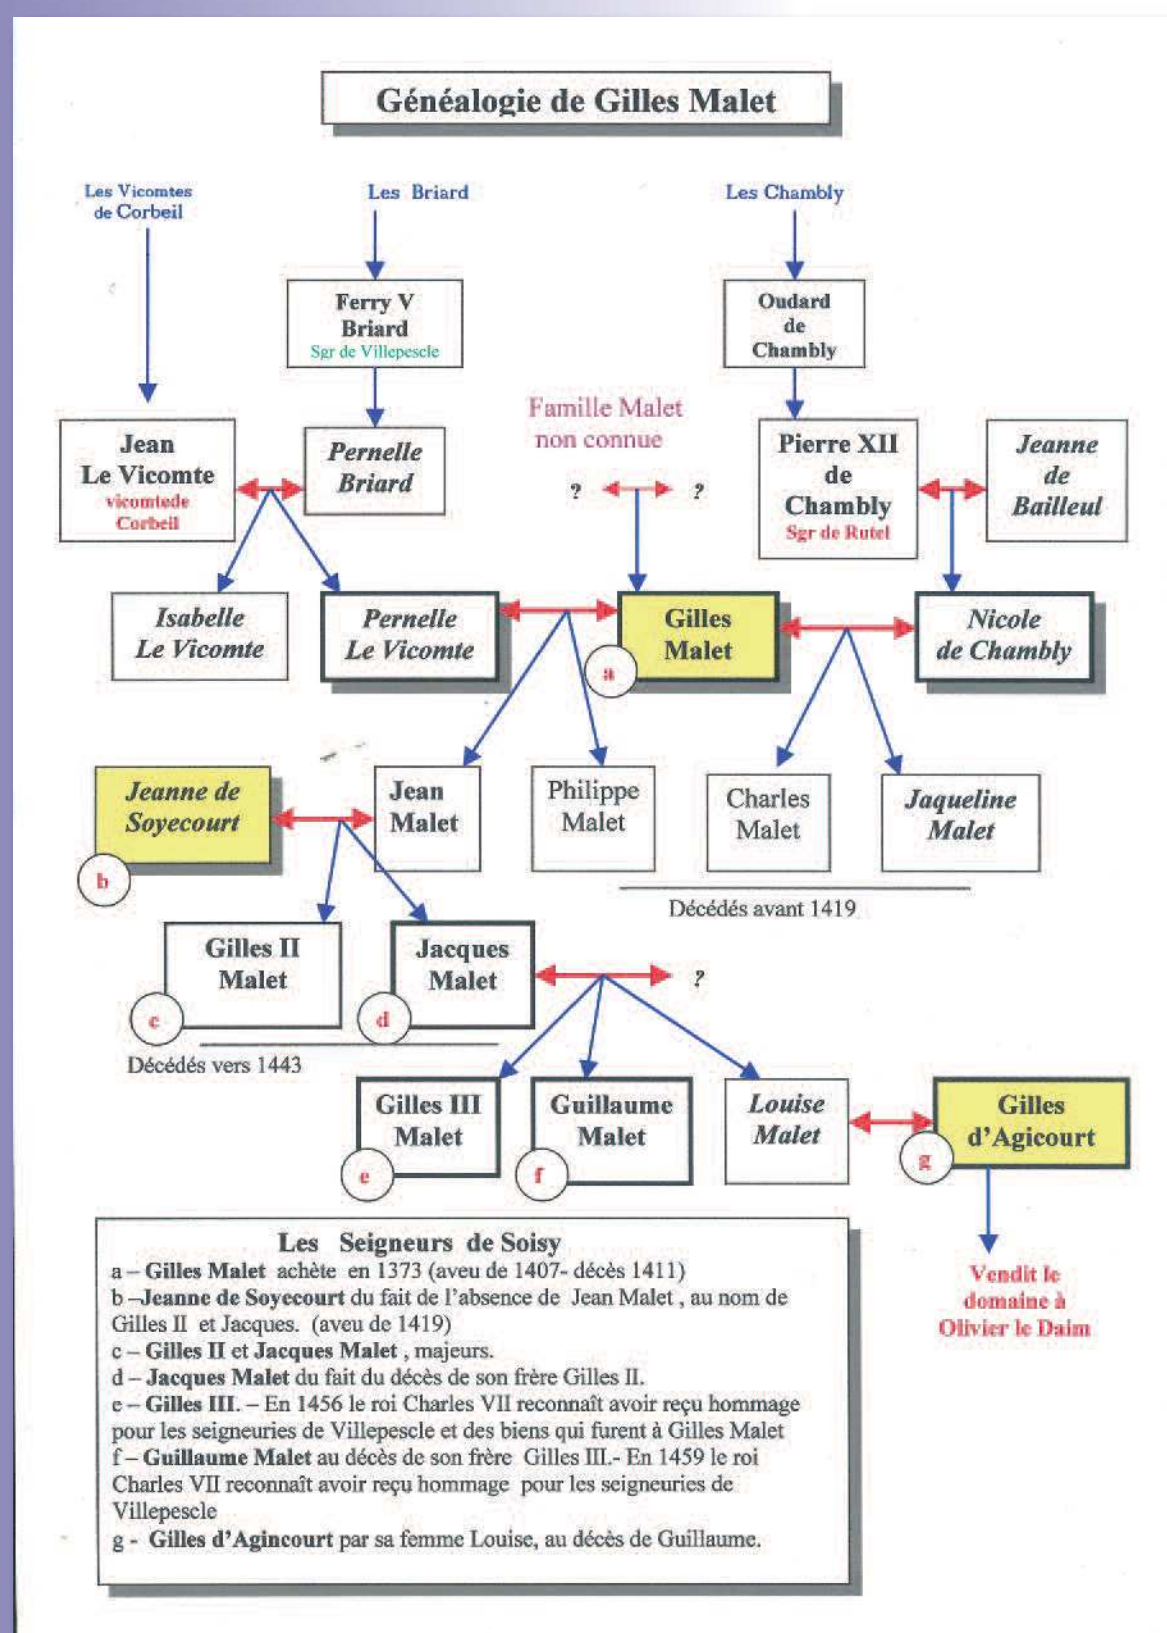 Généalogie de Gilles Malet
Les Vicomtes
de Corbeil
Les Briard
Les Chambly
Ferry V
Briard
Sgr de Villepescle
Oudard
de
Chambly
Famille Malet
non connue
Jean
Le Vicomte
vicomtede
Corbeil
Pernelle
Briard
? ?
Pierre XII
de
Chambly
Sgr de Rutel
Jeanne
de
Bailleul
Isabelle
Le Vicomte
Pernelle
Le Vicomte
Gilles
Malet
a
Nicole
de Chambly
Jeanne de
Soyecourt
b
Jean
Malet
Philippe
Malet
Charles
Malet
Jaqueline
Malet
Décédés avant 1419
Gilles II
Malet
c
Jacques
Malet
d
?
Décédés vers 1443
Gilles III
Malet
e
Guillaume
Malet
f
Louise
Malet
Gilles
d’Agicourt
g
Vendit le
domaine à
Olivier le Daim
Les Seigneurs de Soisy
a – Gilles Malet achète en 1373 (aveu de 1407- décès 1411)
b –Jeanne de Soyecourt du fait de l’absence de Jean Malet , au nom de
Gilles II et Jacques. (aveu de 1419)
c – Gilles II et Jacques Malet , majeurs.
d – Jacques Malet du fait du décès de son frère Gilles II.
e – Gilles III. – En 1456 le roi Charles VII reconnaît avoir reçu hommage
pour les seigneuries de Villepescle et des biens qui furent à Gilles Malet
f – Guillaume Malet au décès de son frère Gilles III.- En 1459 le roi
Charles VII reconnaît avoir reçu hommage pour les seigneuries de
Villepescle
g - Gilles d’Agincourt par sa femme Louise, au décès de Guillaume.